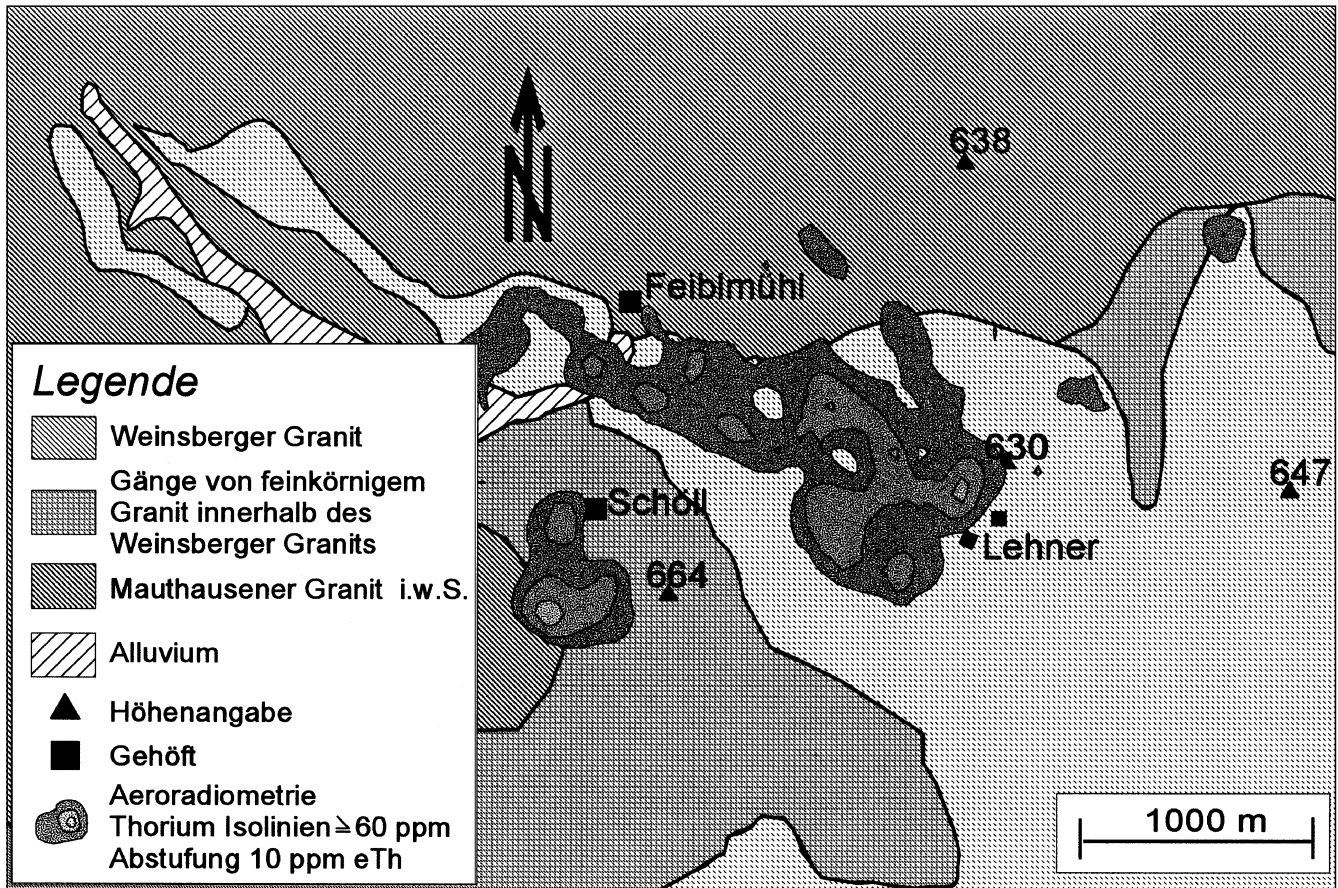 638
N
Feiblmühl
630
647
Schöll
Lehner
664
Legende
Weinsberger Granit
Gänge von feinkörnigem
Granit innerhalb des
Weinsberger Granits
Mauthausener Granit i.w.S.
Alluvium
Höhenangabe
Gehöft
Aeroradiometrie
Thorium Isolinien ≧ 60 ppm
Abstufung 10 ppm eTh
1000 m